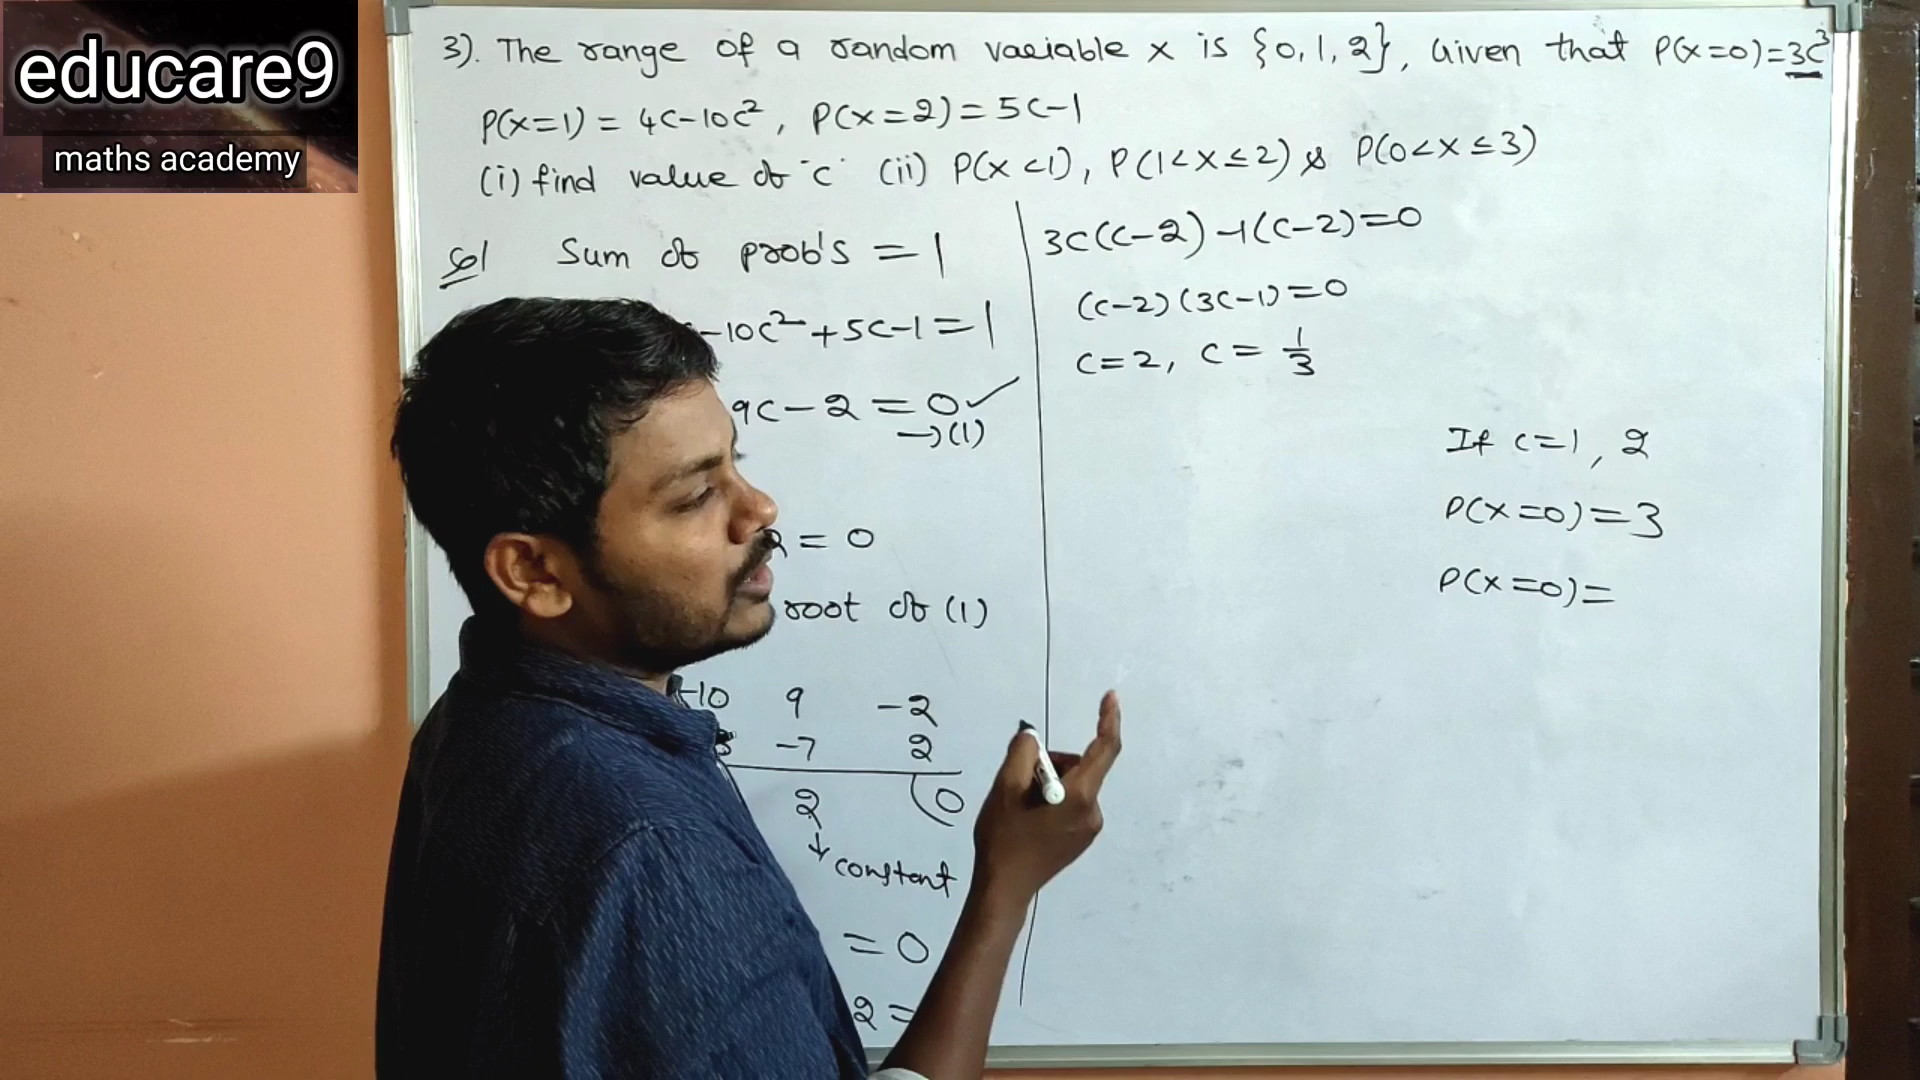 educare9
maths academy
3). The range of a random variable x is {0, 1, 2}, Given that P(x=0)=3c³
P(x=1) = 4c-10c², P(x=2)=5c-1
(i) find value of 'c' (ii) P(x<1), P(1<x≤2) & P(0<x≤3)
Sol Sum of prob's = 1
-10c²+5c-1=1
9c-2=0✓
→(1)
2=0
root of (1)
-10 9 -2
-7 2
2 0
↓ constant
=0
2=
3c(c-2)-1(c-2)=0
(c-2)(3c-1)=0
c=2, c=1/3
If c=1, 2
P(x=0)=3
P(x=0)=